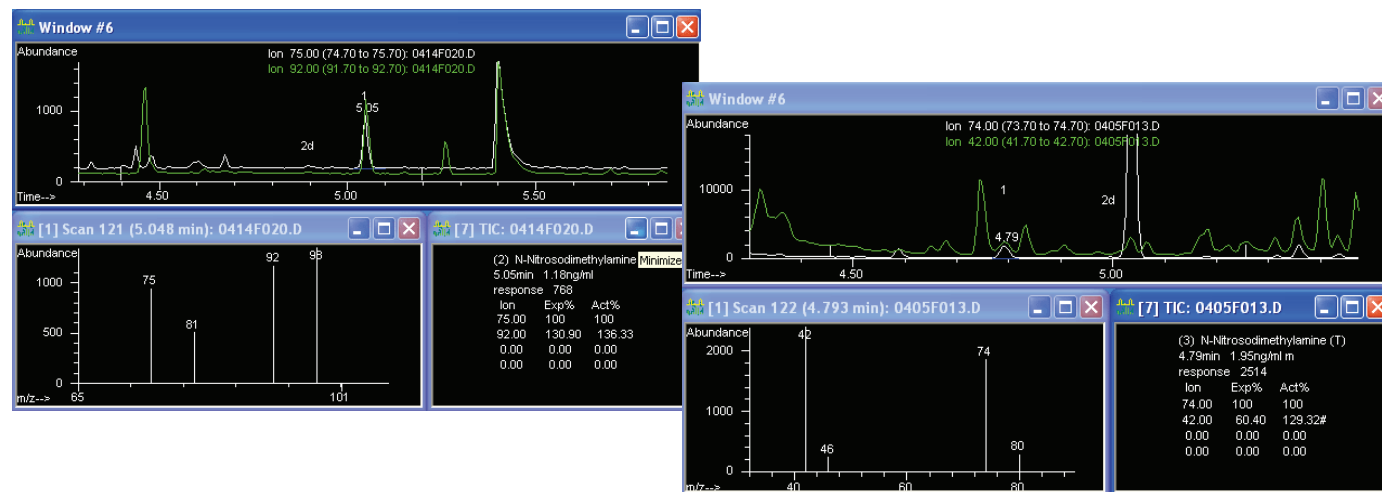 Window #6
Abundance
Ion 75.00 (74.70 to 75.70): 0414F020.D
Ion 92.00 (91.70 to 92.70): 0414F020.D
1
5.05
1000
2d
0
Time-->
4.50
5.00
5.50
[1] Scan 121 (5.048 min): 0414F020.D
Abundance
92
75
1000
81
500
0
m/z-->
65
101
[7] TIC: 0414F020.D
(2) N-Nitrosodimethylamine
Minimize
5.05min 1.18ng/ml
response 768
Ion Exp% Act%
75.00 100 100
92.00 130.90 136.33
0.00 0.00 0.00
0.00 0.00 0.00
Window #6
Abundance
Ion 74.00 (73.70 to 74.70): 0405F013.D
Ion 42.00 (41.70 to 42.70): 0405F013.D
10000
1
2d
4.79
0
Time-->
4.50
5.00
[1] Scan 122 (4.793 min): 0405F013.D
Abundance
42
2000
74
1000
46
80
0
m/z-->
40
60
80
[7] TIC: 0405F013.D
(3) N-Nitrosodimethylamine (T)
4.79min 1.95ng/ml m
response 2514
Ion Exp% Act%
74.00 100 100
42.00 60.40 129.32#
0.00 0.00 0.00
0.00 0.00 0.00